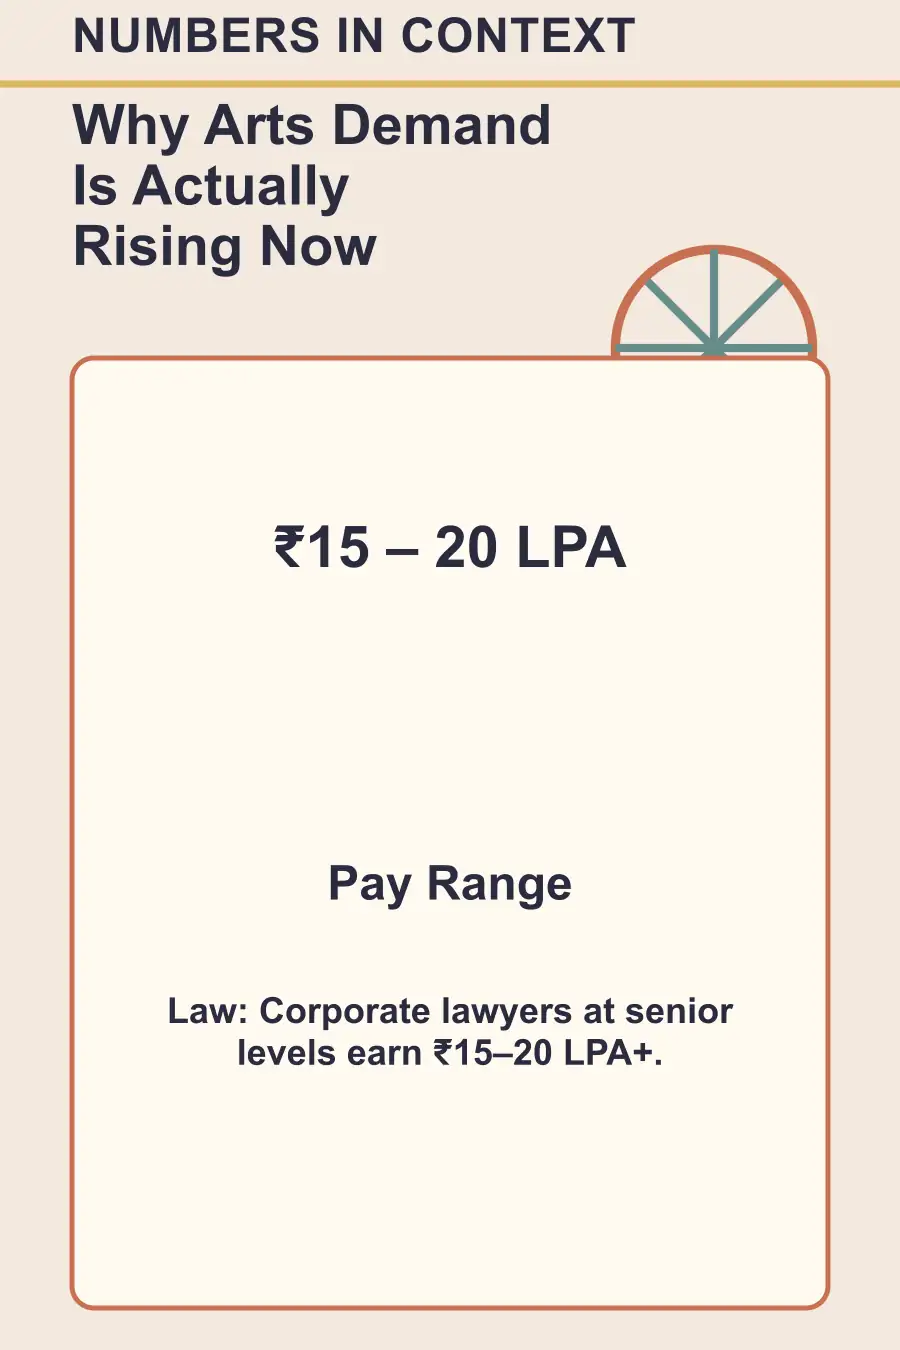 NUMBERS IN CONTEXT
Why Arts Demand
Is Actually
Rising Now
₹15 – 20 LPA
Pay Range
Law: Corporate lawyers at senior
levels earn ₹15–20 LPA+.